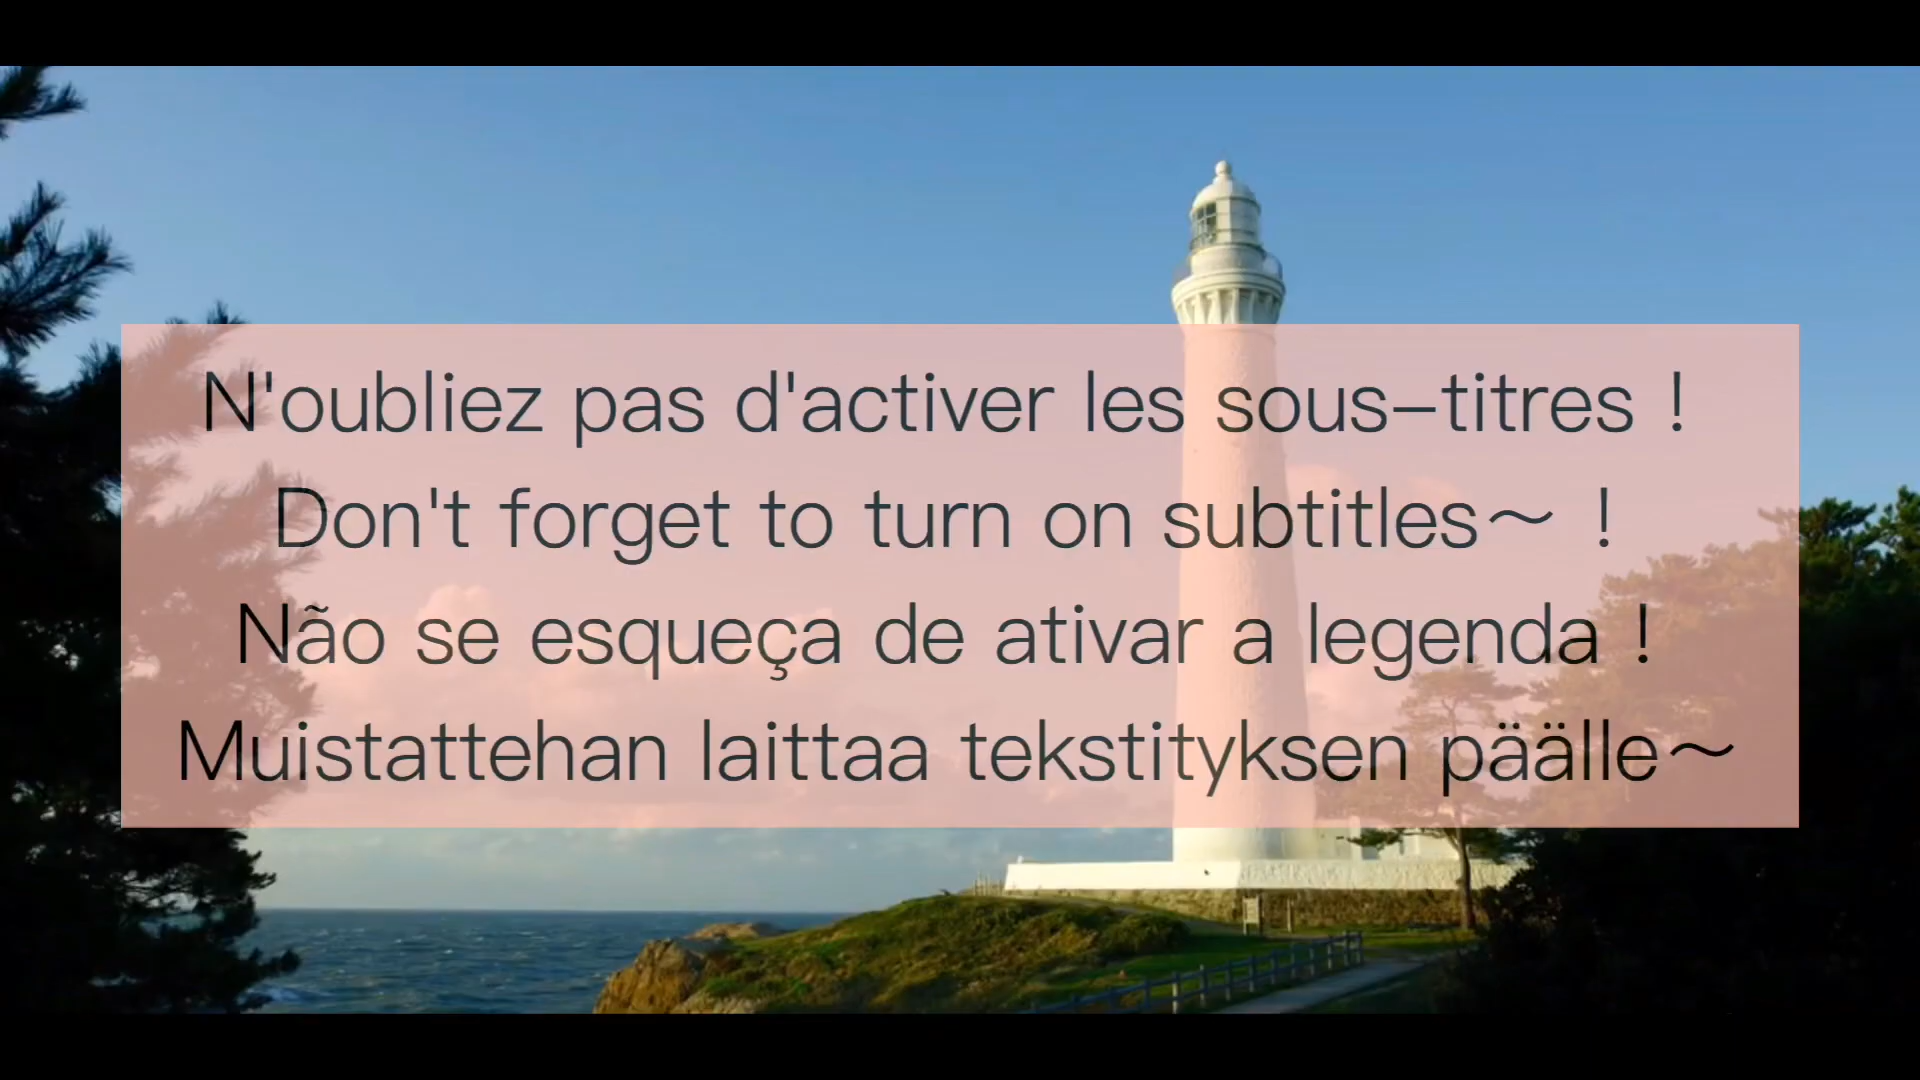 N'oubliez pas d'activer les sous-titres !
Don't forget to turn on subtitles～ !
Não se esqueça de ativar a legenda !
Muistattehan laittaa tekstityksen päälle～